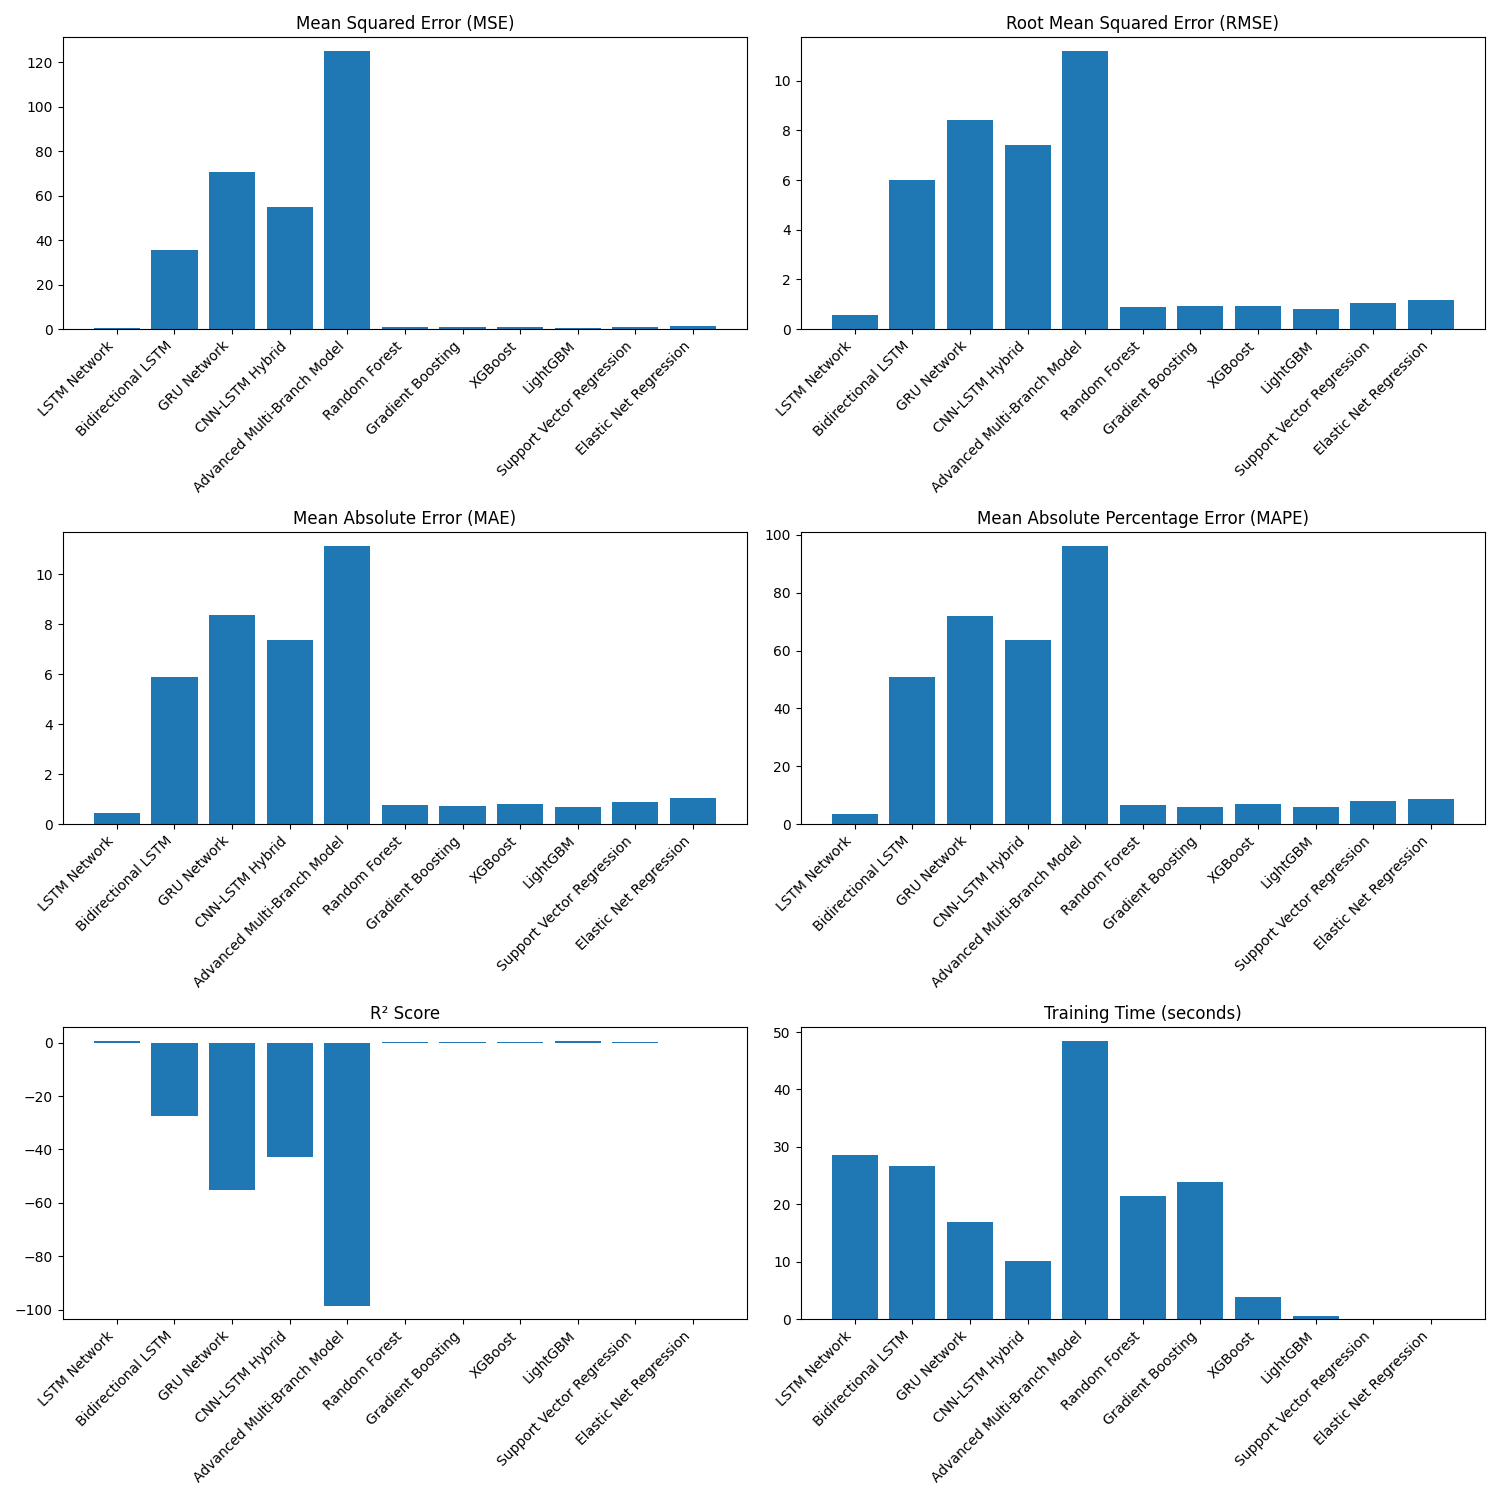 Mean Squared Error (MSE)
120
100
80
60
40
20
0
LSTM Network
Bidirectional LSTM
GRU Network
CNN-LSTM Hybrid
Advanced Multi-Branch Model
Random Forest
Gradient Boosting
XGBoost
LightGBM
Support Vector Regression
Elastic Net Regression
Root Mean Squared Error (RMSE)
10
8
6
4
2
0
LSTM Network
Bidirectional LSTM
GRU Network
CNN-LSTM Hybrid
Advanced Multi-Branch Model
Random Forest
Gradient Boosting
XGBoost
LightGBM
Support Vector Regression
Elastic Net Regression
Mean Absolute Error (MAE)
10
8
6
4
2
0
LSTM Network
Bidirectional LSTM
GRU Network
CNN-LSTM Hybrid
Advanced Multi-Branch Model
Random Forest
Gradient Boosting
XGBoost
LightGBM
Support Vector Regression
Elastic Net Regression
Mean Absolute Percentage Error (MAPE)
100
80
60
40
20
0
LSTM Network
Bidirectional LSTM
GRU Network
CNN-LSTM Hybrid
Advanced Multi-Branch Model
Random Forest
Gradient Boosting
XGBoost
LightGBM
Support Vector Regression
Elastic Net Regression
R² Score
0
−20
−40
−60
−80
−100
LSTM Network
Bidirectional LSTM
GRU Network
CNN-LSTM Hybrid
Advanced Multi-Branch Model
Random Forest
Gradient Boosting
XGBoost
LightGBM
Support Vector Regression
Elastic Net Regression
Training Time (seconds)
50
40
30
20
10
0
LSTM Network
Bidirectional LSTM
GRU Network
CNN-LSTM Hybrid
Advanced Multi-Branch Model
Random Forest
Gradient Boosting
XGBoost
LightGBM
Support Vector Regression
Elastic Net Regression